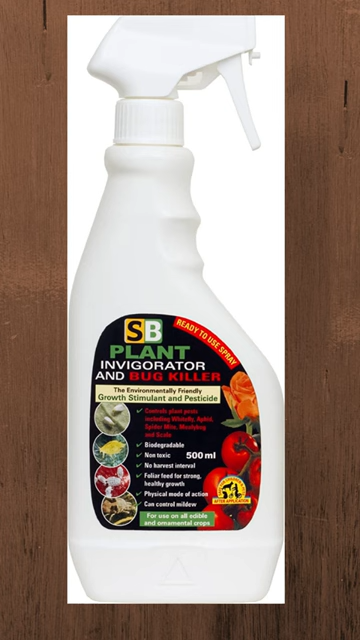 SB
READY TO USE SPRAY
PLANT
INVIGORATOR
AND BUG KILLER
The Environmentally Friendly
Growth Stimulant and Pesticide
✓ Controls plant pests
including Whitefly, Aphid,
Spider Mite, Mealybug
and Scale
✓ Biodegradable
✓ Non toxic
500 ml
✓ No harvest interval
✓ Foliar feed for strong,
healthy growth
✓ Physical mode of action
✓ Can control mildew
AFTER APPLICATION
For use on all edible
and ornamental crops